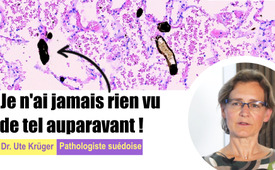 Je n'ai jamais rien vu
de tel auparavant !
Dr. Ute Krüger Pathologiste suédoise